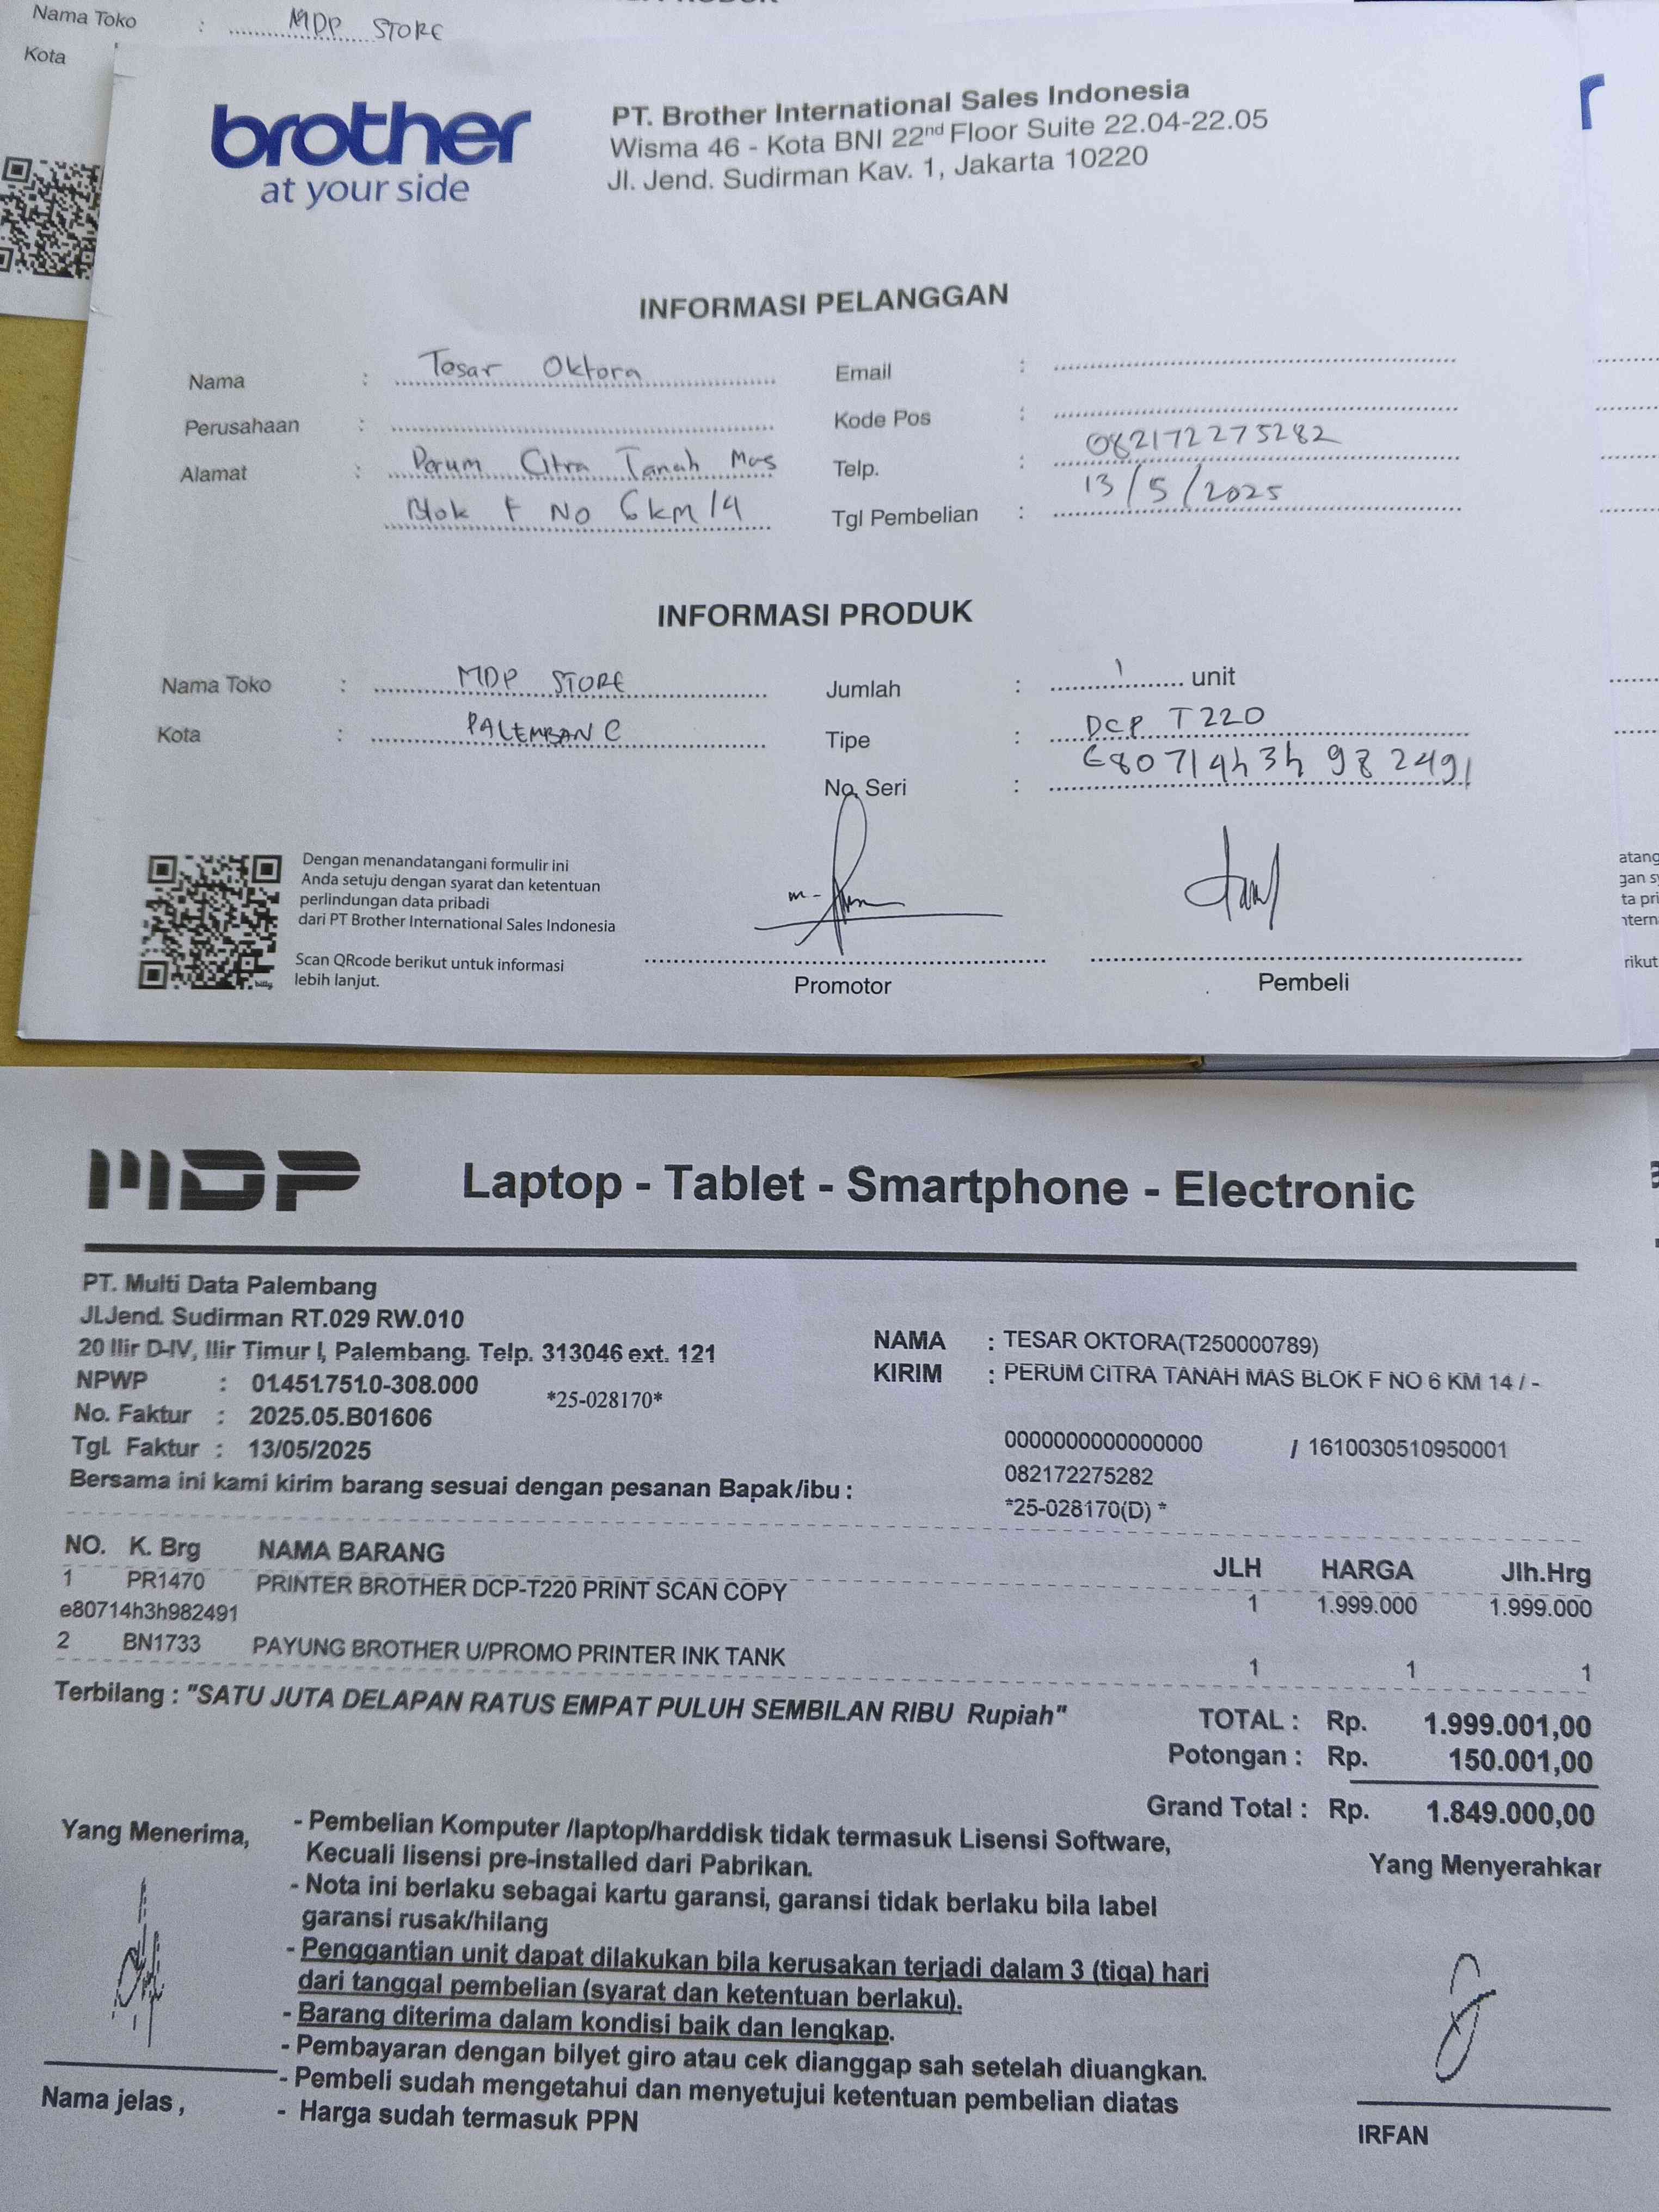 Nama Toko : MDP STORE
Kota
brother
at your side
PT. Brother International Sales Indonesia
Wisma 46 - Kota BNI 22nd Floor Suite 22.04-22.05
Jl. Jend. Sudirman Kav. 1, Jakarta 10220
INFORMASI PELANGGAN
Nama : Tesar Oktora
Perusahaan :
Alamat : Perum Citra Tanah Mas
Blok F No 6 km 14
Email :
Kode Pos :
Telp. : 082172275282
Tgl Pembelian : 13/5/2025
INFORMASI PRODUK
Nama Toko : MDP STORE
Kota : PALEMBANG
Jumlah : 1 unit
Tipe : DCP T220
No. Seri : E80714h3h982491
Dengan menandatangani formulir ini
Anda setuju dengan syarat dan ketentuan
perlindungan data pribadi
dari PT Brother International Sales Indonesia
Scan QRcode berikut untuk informasi
lebih lanjut.
Promotor
Pembeli
MDP
Laptop - Tablet - Smartphone - Electronic
PT. Multi Data Palembang
Jl.Jend. Sudirman RT.029 RW.010
20 Ilir D-IV, Ilir Timur I, Palembang. Telp. 313046 ext. 121
NPWP : 01.451.751.0-308.000
*25-028170*
No. Faktur : 2025.05.B01606
Tgl. Faktur : 13/05/2025
Bersama ini kami kirim barang sesuai dengan pesanan Bapak/ibu :
NAMA : TESAR OKTORA(T250000789)
KIRIM : PERUM CITRA TANAH MAS BLOK F NO 6 KM 14 / -
0000000000000000 / 1610030510950001
082172275282
*25-028170(D) *
NO. K. Brg NAMA BARANG JLH HARGA Jlh.Hrg
1 PR1470 PRINTER BROTHER DCP-T220 PRINT SCAN COPY 1 1.999.000 1.999.000
e80714h3h982491
2 BN1733 PAYUNG BROTHER U/PROMO PRINTER INK TANK 1 1 1
Terbilang : "SATU JUTA DELAPAN RATUS EMPAT PULUH SEMBILAN RIBU Rupiah"
TOTAL : Rp. 1.999.001,00
Potongan : Rp. 150.001,00
Grand Total : Rp. 1.849.000,00
Yang Menerima,
- Pembelian Komputer /laptop/harddisk tidak termasuk Lisensi Software,
Kecuali lisensi pre-installed dari Pabrikan.
- Nota ini berlaku sebagai kartu garansi, garansi tidak berlaku bila label
garansi rusak/hilang
- Penggantian unit dapat dilakukan bila kerusakan terjadi dalam 3 (tiga) hari
dari tanggal pembelian (syarat dan ketentuan berlaku).
- Barang diterima dalam kondisi baik dan lengkap.
- Pembayaran dengan bilyet giro atau cek dianggap sah setelah diuangkan.
- Pembeli sudah mengetahui dan menyetujui ketentuan pembelian diatas
- Harga sudah termasuk PPN
Nama jelas ,
Yang Menyerahkar
IRFAN